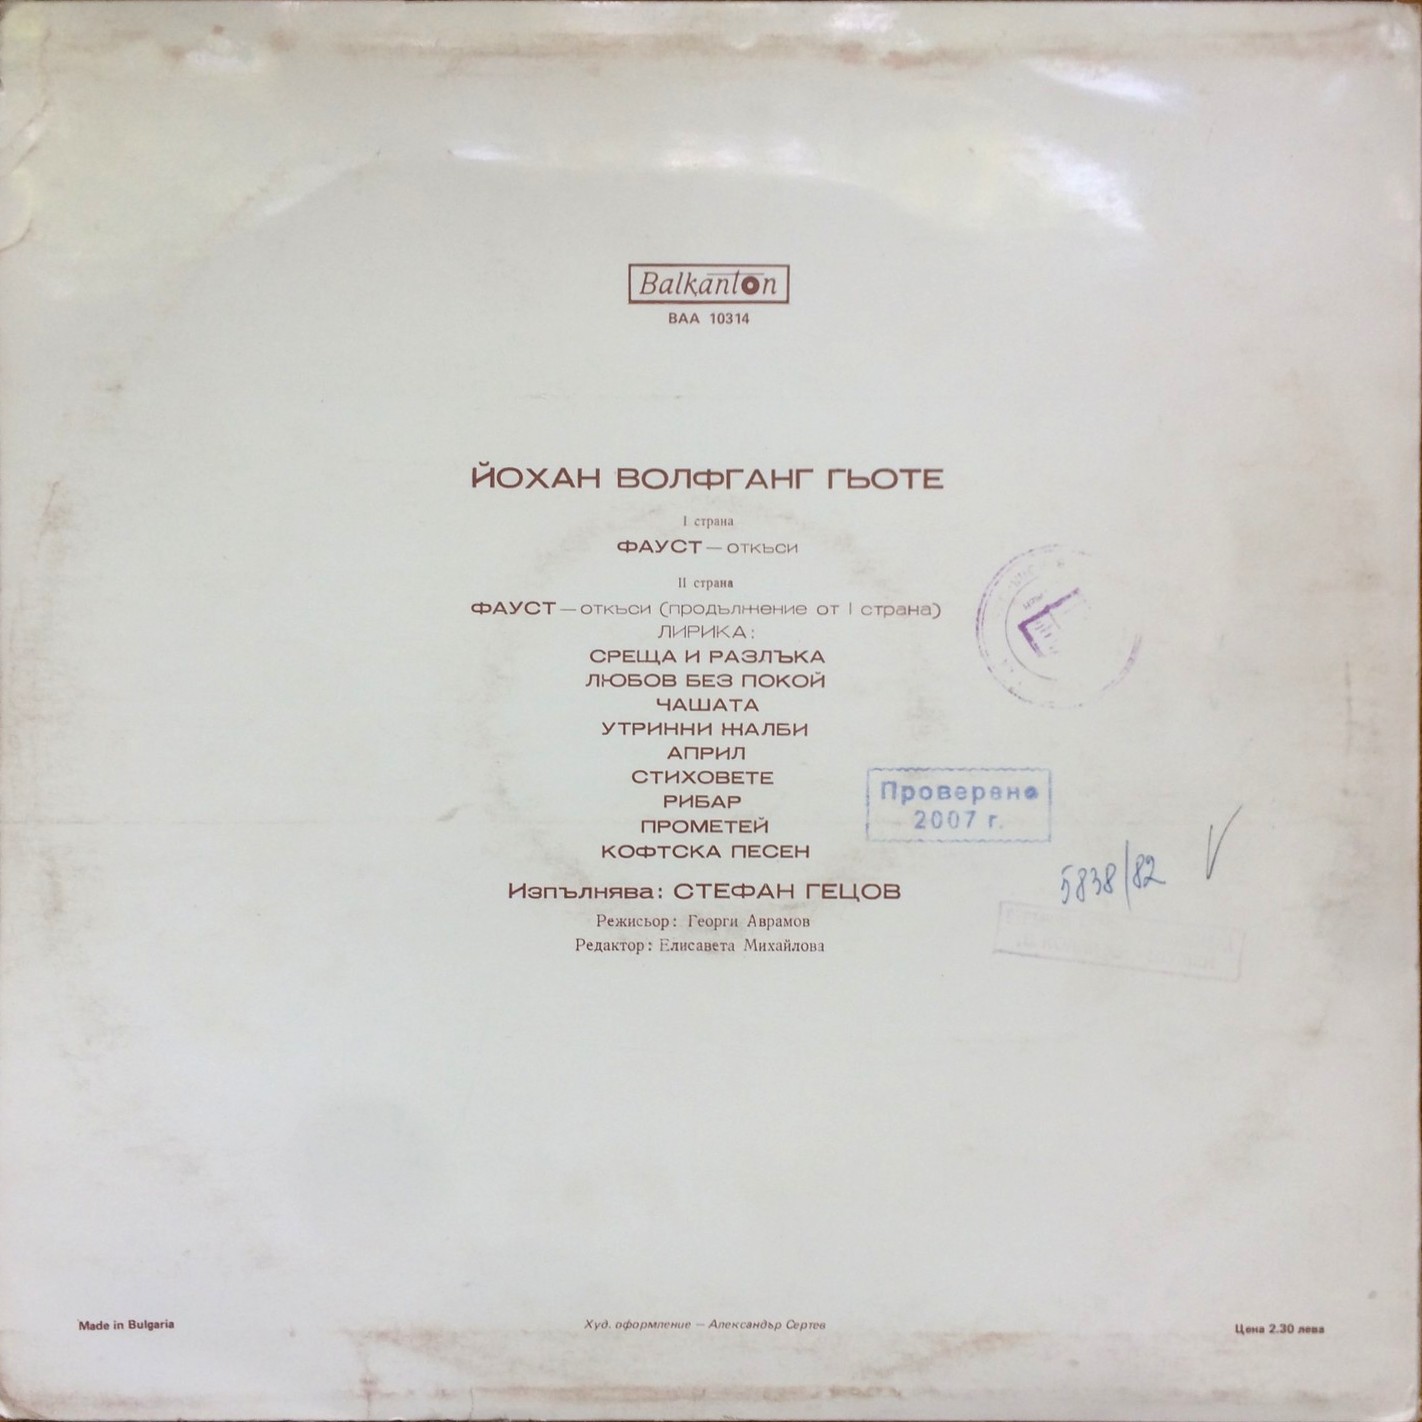 Balkanton
ВАА 10314
ЙОХАН ВОЛФГАНГ ГЬОТЕ
I страна
ФАУСТ — ОТКЪСИ
II страна
ФАУСТ — ОТКЪСИ (ПРОДЪЛЖЕНИЕ ОТ I СТРАНА)
ЛИРИКА:
СРЕЩА И РАЗЛЪКА
ЛЮБОВ БЕЗ ПОКОЙ
ЧАШАТА
УТРИННИ ЖАЛБИ
АПРИЛ
СТИХОВЕТЕ
РИБАР
ПРОМЕТЕЙ
КОФТСКА ПЕСЕН
Изпълнява: СТЕФАН ГЕЦОВ
Режисьор: Георги Аврамов
Редактор: Елисавета Михайлова
Проверено
2007 г.
5838/82
Made in Bulgaria
Худ. оформление — Александър Сертев
Цена 2.30 лева